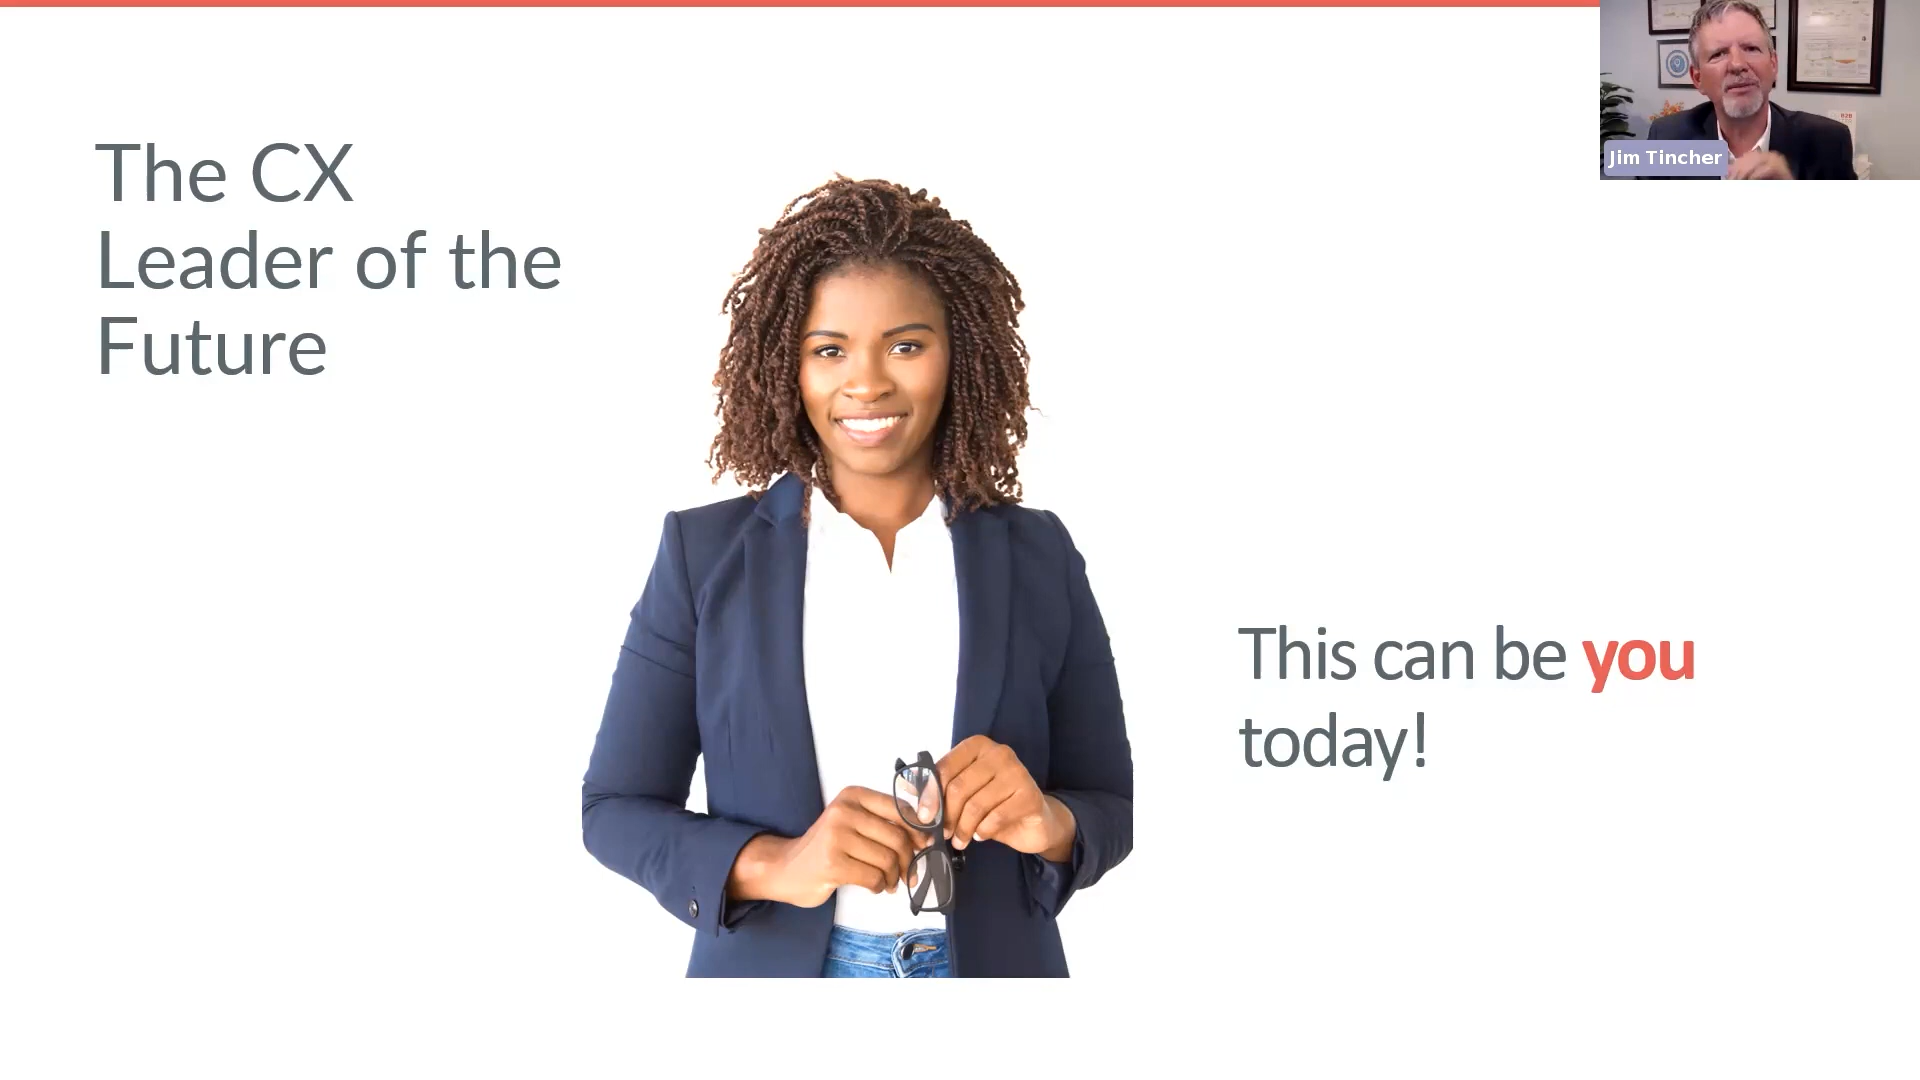 The CX
Leader of the
Future
Jim Tincher
This can be you
today!